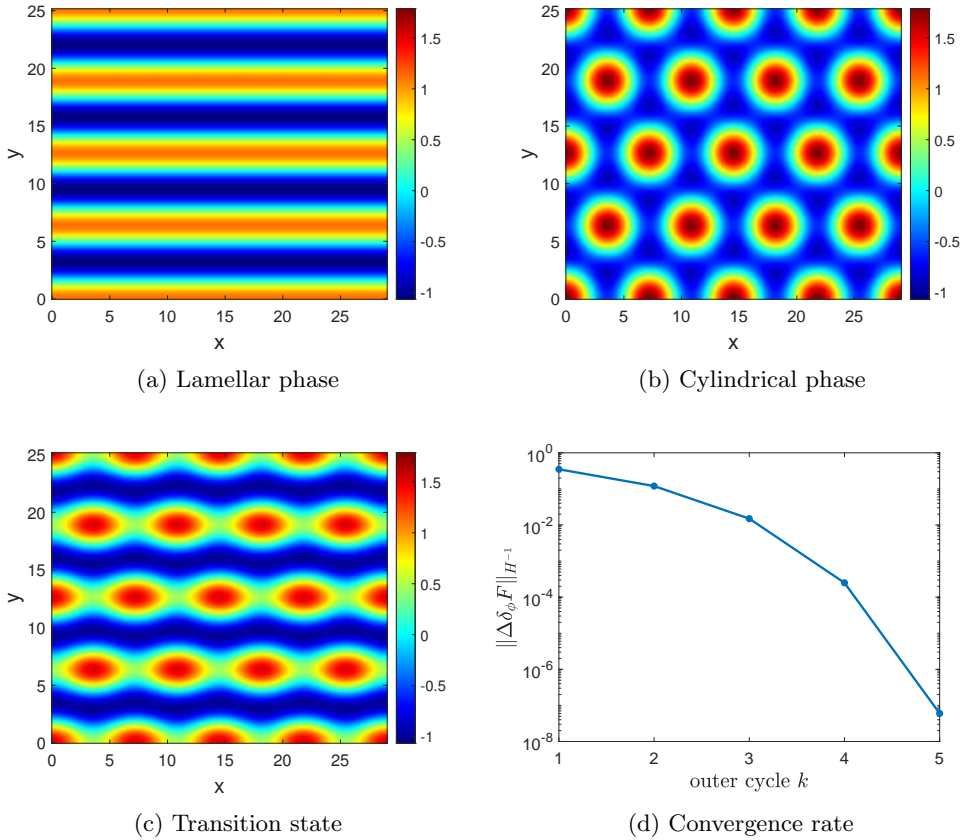 25
20
15
10
5
0
y
0 5 10 15 20 25
x
1.5
1
0.5
0
-0.5
-1
(a) Lamellar phase
25
20
15
10
5
0
y
0 5 10 15 20 25
x
1.5
1
0.5
0
-0.5
-1
(b) Cylindrical phase
25
20
15
10
5
0
y
0 5 10 15 20 25
x
1.5
1
0.5
0
-0.5
-1
(c) Transition state
10^0
10^-2
10^-4
10^-6
10^-8
||Δδ_ϕF||_{H^{-1}}
1 2 3 4 5
outer cycle k
(d) Convergence rate